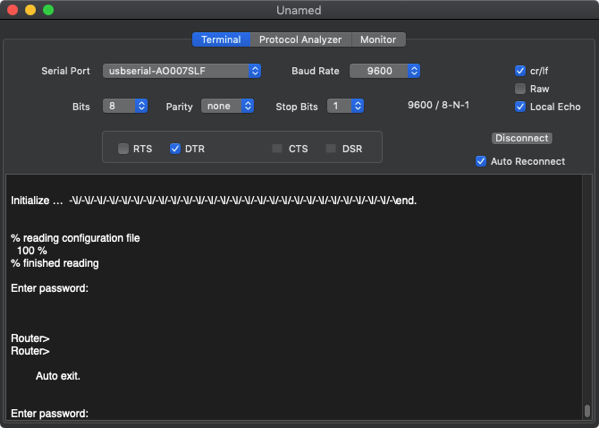 Unamed
Terminal Protocol Analyzer Monitor
Serial Port usbserial-AO007SLF Baud Rate 9600 cr/lf
Raw
Bits 8 Parity none Stop Bits 1 9600 / 8-N-1 Local Echo
Disconnect
RTS DTR CTS DSR
Auto Reconnect
Initialize ... -\|/-\|/-\|/-\|/-\|/-\|/-\|/-\|/-\|/-\|/-\|/-\|/-\|/-\|/-\|/-\|/-\|/-\|/-\|/-\|/-\|/-\|/-\|/-\|/-\|/-\|/-\end.
% reading configuration file
100 %
% finished reading
Enter password:
Router>
Router>
Auto exit.
Enter password: